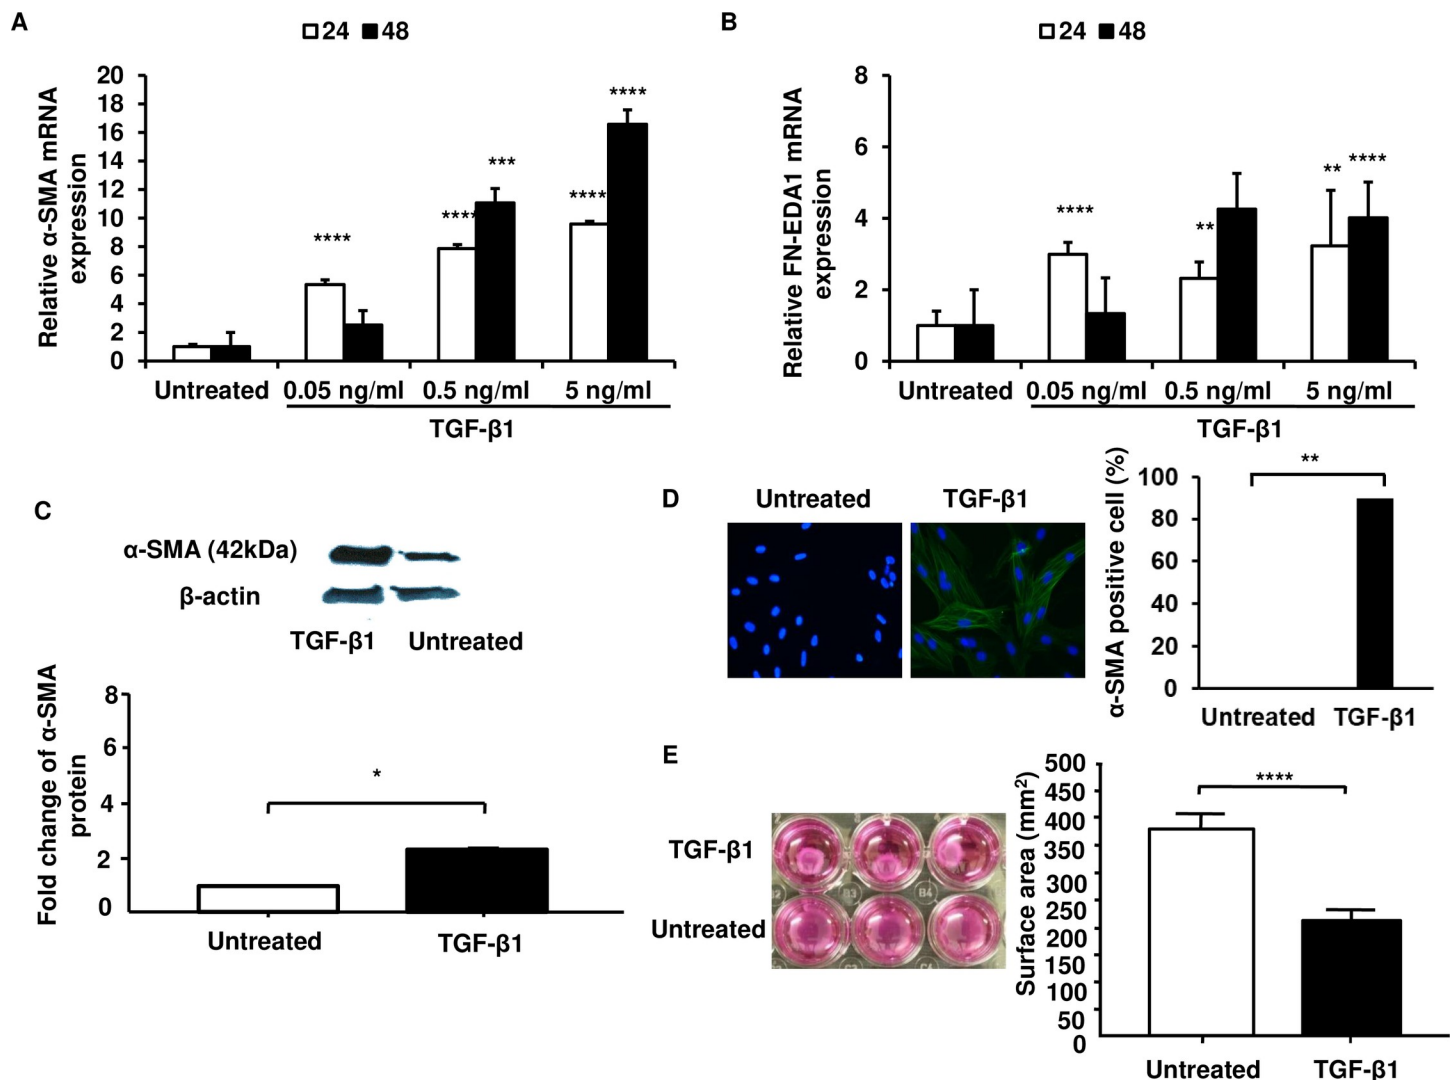 A
24 48
Relative α-SMA mRNA
expression
20
18
16
14
12
10
8
6
4
2
0
****
****
***
****
****
Untreated 0.05 ng/ml 0.5 ng/ml 5 ng/ml
TGF-β1
B
24 48
Relative FN-EDA1 mRNA
expression
8
6
4
2
0
****
**
**
****
Untreated 0.05 ng/ml 0.5 ng/ml 5 ng/ml
TGF-β1
C
α-SMA (42kDa)
β-actin
TGF-β1 Untreated
Fold change of α-SMA
protein
8
6
4
2
0
*
Untreated TGF-β1
D
Untreated TGF-β1
α-SMA positive cell (%)
100
80
60
40
20
0
**
Untreated TGF-β1
E
TGF-β1
Untreated
B3 B4
Surface area (mm²)
500
450
400
350
300
250
200
150
100
50
0
****
Untreated TGF-β1